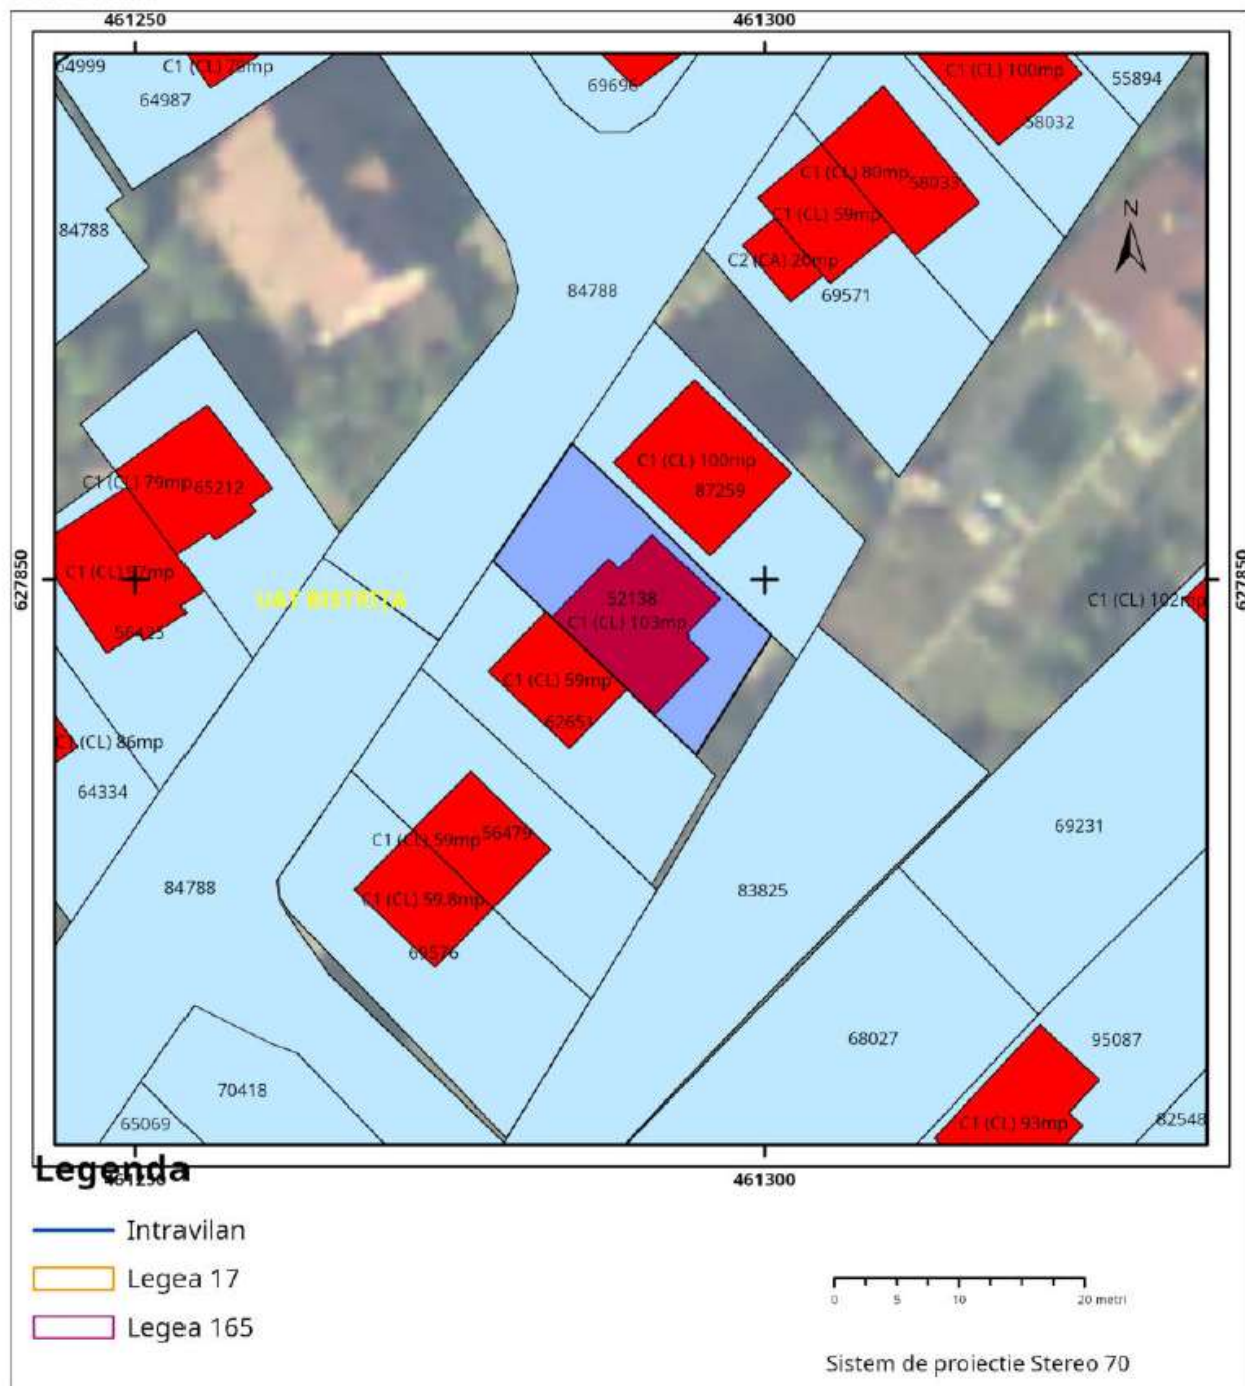 461250
461300
64999
C1 (CL) 78mp
64987
69696
C1 (CL) 100mp
55894
58032
C1 (CL) 80mp
58033
C1 (CL) 59mp
C2 (CA) 20mp
69571
N
84788
84788
C1 (CL) 100mp
87259
C1 (CL) 79mp
65212
627850
C1 (CL) 97mp
UAT BISTRIȚA
56425
52138
C1 (CL) 103mp
C1 (CL) 102mp
627850
C1 (CL) 59mp
62651
C1 (CL) 86mp
64334
C1 (CL) 59mp
56479
69231
84788
C1 (CL) 59.8mp
83825
69576
68027
95087
70418
65069
C1 (CL) 93mp
82548
Legenda
461250
461300
Intravilan
Legea 17
Legea 165
0 5 10 20 metri
Sistem de proiectie Stereo 70